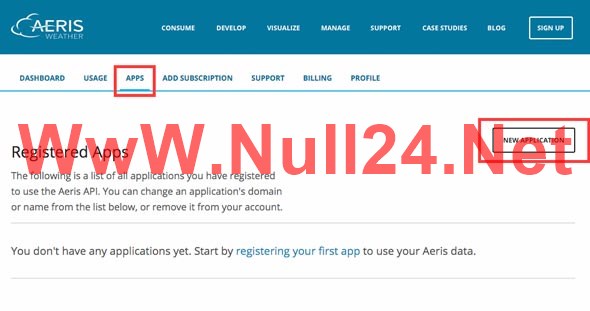 AERIS
WEATHER
CONSUME DEVELOP VISUALIZE MANAGE SUPPORT CASE STUDIES BLOG SIGN UP
DASHBOARD USAGE APPS ADD SUBSCRIPTION SUPPORT BILLING PROFILE
WwW.Null24.Net
NEW APPLICATION
Registered Apps
The following is a list of all applications you have registered
to use the Aeris API. You can change an application's domain
or name from the list below, or remove it from your account.
You don't have any applications yet. Start by registering your first app to use your Aeris data.